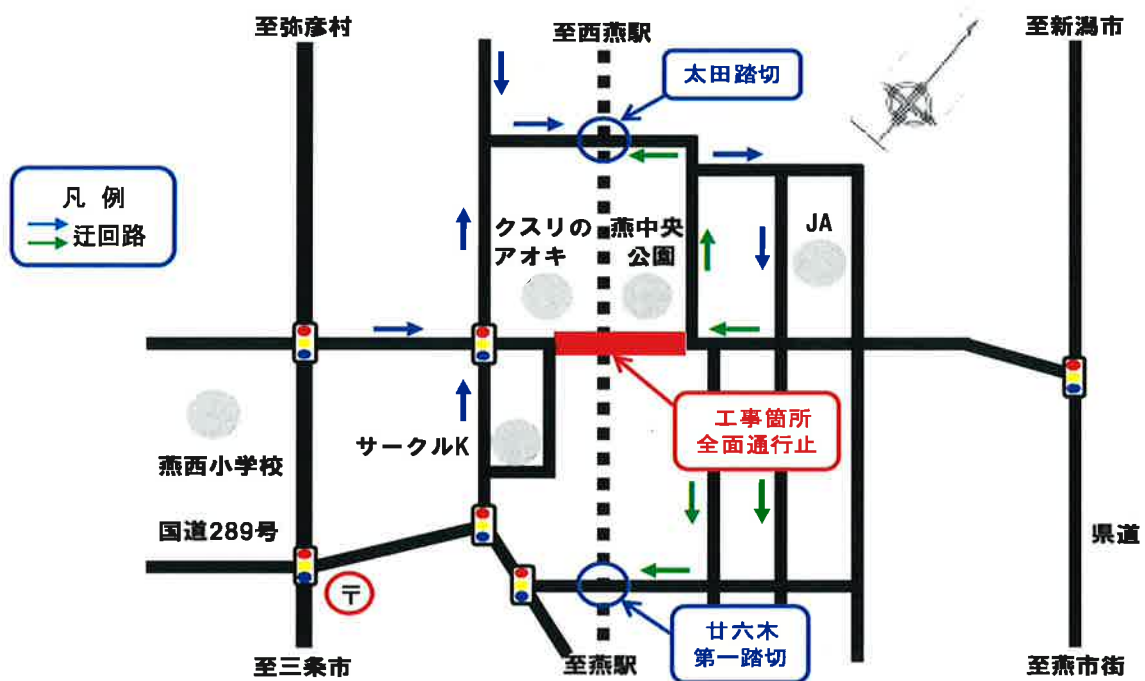 至弥彦村
至西燕駅
至新潟市
太田踏切
凡 例
迂回路
クスリの
アオキ
燕中央
公園
JA
工事箇所
全面通行止
サークルK
燕西小学校
国道289号
県道
〒
廿六木
第一踏切
至三条市
至燕駅
至燕市街